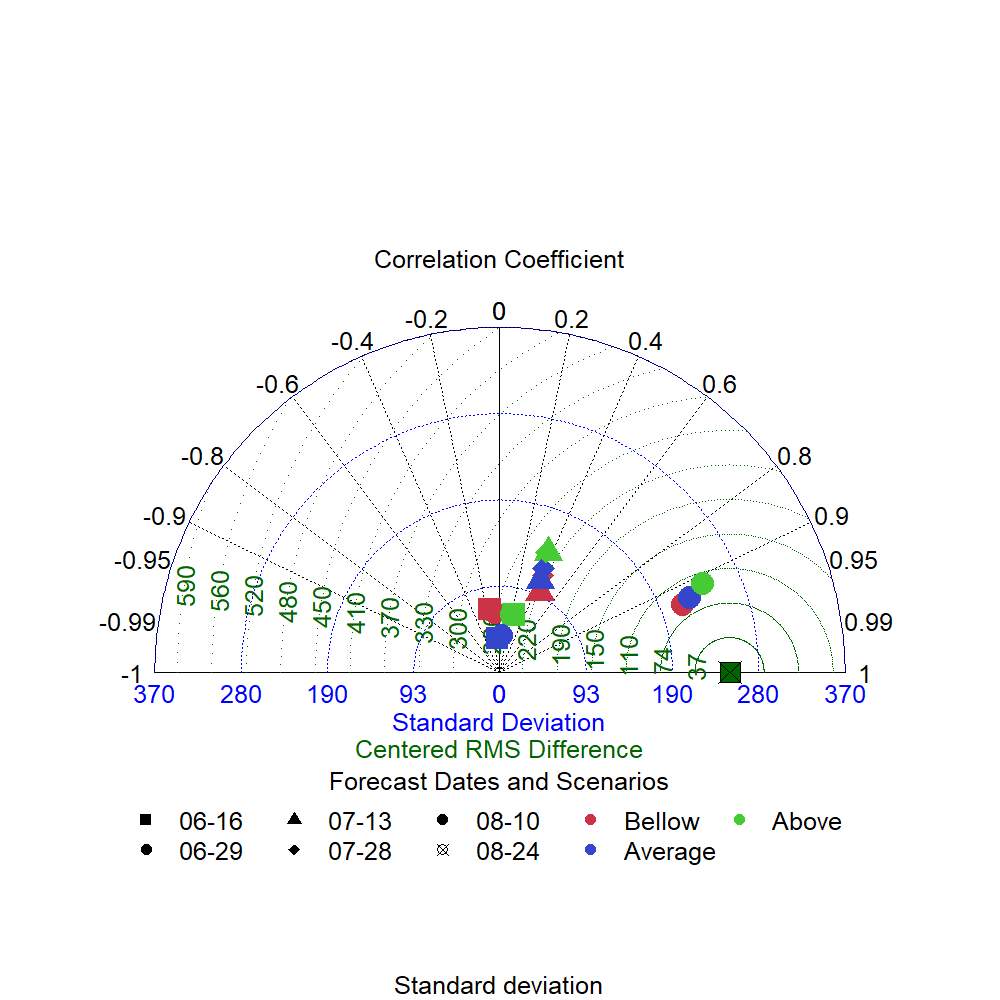 Correlation Coefficient
0
-0.2 0.2
-0.4 0.4
-0.6 0.6
-0.8 0.8
-0.9 0.9
-0.95 0.95
-0.99 0.99
590 560 520 480 450 410 370 330 300 220 190 150 110 74 37
-1 1
370 280 190 93 0 93 190 280 370
Standard Deviation
Centered RMS Difference
Forecast Dates and Scenarios
06-16 07-13 08-10 Bellow Above
06-29 07-28 08-24 Average
Standard deviation